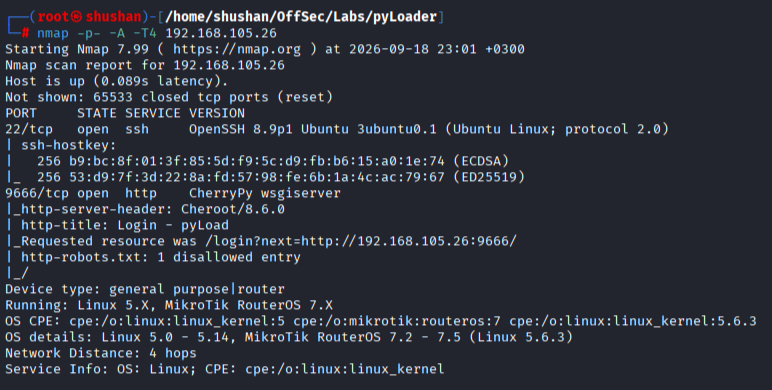 ┌──(root㉿shushan)-[/home/shushan/OffSec/Labs/pyLoader]
└─# nmap -p- -A -T4 192.168.105.26
Starting Nmap 7.99 ( https://nmap.org ) at 2026-09-18 23:01 +0300
Nmap scan report for 192.168.105.26
Host is up (0.089s latency).
Not shown: 65533 closed tcp ports (reset)
PORT     STATE SERVICE VERSION
22/tcp   open  ssh     OpenSSH 8.9p1 Ubuntu 3ubuntu0.1 (Ubuntu Linux; protocol 2.0)
| ssh-hostkey:
|   256 b9:bc:8f:01:3f:85:5d:f9:5c:d9:fb:b6:15:a0:1e:74 (ECDSA)
|_  256 53:d9:7f:3d:22:8a:fd:57:98:fe:6b:1a:4c:ac:79:67 (ED25519)
9666/tcp open  http    CherryPy wsgiserver
|_http-server-header: Cheroot/8.6.0
| http-title: Login - pyLoad
|_Requested resource was /login?next=http://192.168.105.26:9666/
| http-robots.txt: 1 disallowed entry
|_/
Device type: general purpose|router
Running: Linux 5.X, MikroTik RouterOS 7.X
OS CPE: cpe:/o:linux:linux_kernel:5 cpe:/o:mikrotik:routeros:7 cpe:/o:linux:linux_kernel:5.6.3
OS details: Linux 5.0 - 5.14, MikroTik RouterOS 7.2 - 7.5 (Linux 5.6.3)
Network Distance: 4 hops
Service Info: OS: Linux; CPE: cpe:/o:linux:linux_kernel